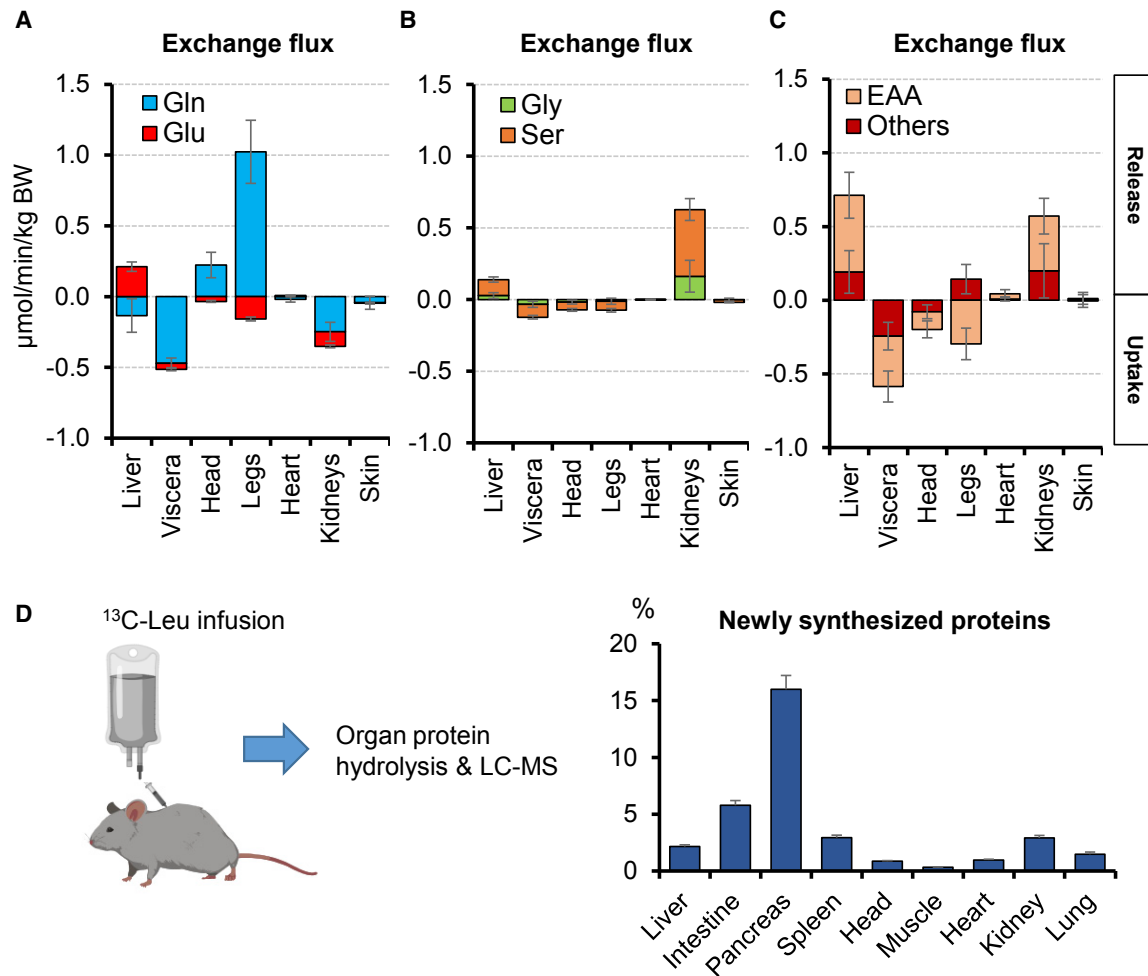 A
Exchange flux
1.5
1.0
0.5
0.0
-0.5
-1.0
µmol/min/kg BW
Gln
Glu
Liver
Viscera
Head
Legs
Heart
Kidneys
Skin
B
Exchange flux
1.5
1.0
0.5
0.0
-0.5
-1.0
Gly
Ser
Liver
Viscera
Head
Legs
Heart
Kidneys
Skin
C
Exchange flux
1.5
1.0
0.5
0.0
-0.5
-1.0
EAA
Others
Liver
Viscera
Head
Legs
Heart
Kidneys
Skin
Release
Uptake
D
¹³C-Leu infusion
Organ protein
hydrolysis & LC-MS
%
Newly synthesized proteins
20
15
10
5
0
Liver
Intestine
Pancreas
Spleen
Head
Muscle
Heart
Kidney
Lung